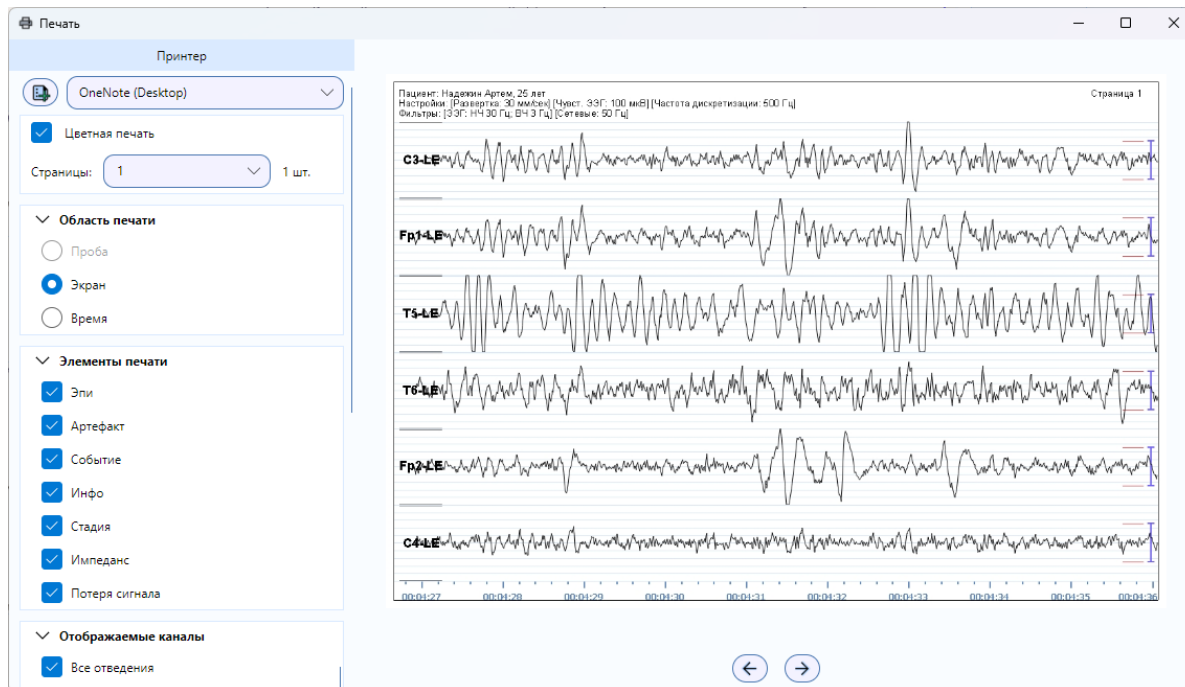 Печать
Принтер
OneNote (Desktop)
Цветная печать
Страницы: 1 1 шт.
Область печати
Проба
Экран
Время
Элементы печати
Эпи
Артефакт
Событие
Инфо
Стадия
Импеданс
Потеря сигнала
Отображаемые каналы
Все отведения
Пациент: Надежин Артем, 25 лет
Страница 1
Настройки: [Развертка: 30 мм/сек] [Чувст. ЭЭГ: 100 мкВ] [Частота дискретизации: 500 Гц]
Фильтры: [ЭЭГ: НЧ 30 Гц; ВЧ 3 Гц] [Сетевые: 50 Гц]
C3-LE
Fp1-LE
T5-LE
T6-LE
Fp2-LE
C4-LE
00:04:27 00:04:28 00:04:29 00:04:30 00:04:31 00:04:32 00:04:33 00:04:34 00:04:35 00:04:36